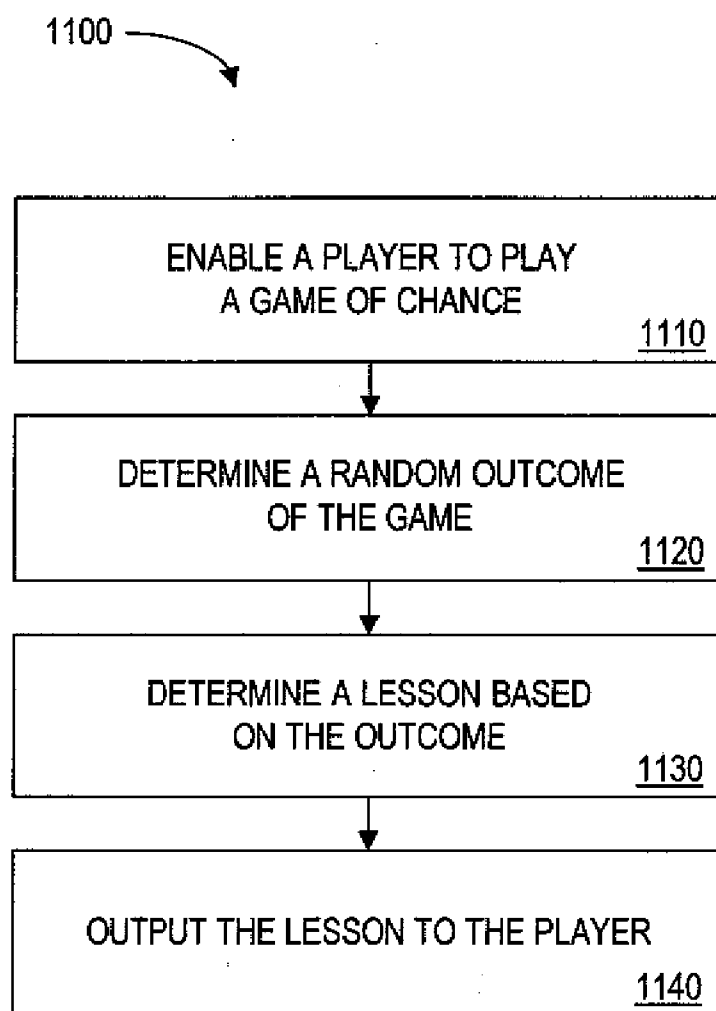 1100
ENABLE A PLAYER TO PLAY
A GAME OF CHANCE
1110
DETERMINE A RANDOM OUTCOME
OF THE GAME
1120
DETERMINE A LESSON BASED
ON THE OUTCOME
1130
OUTPUT THE LESSON TO THE PLAYER
1140